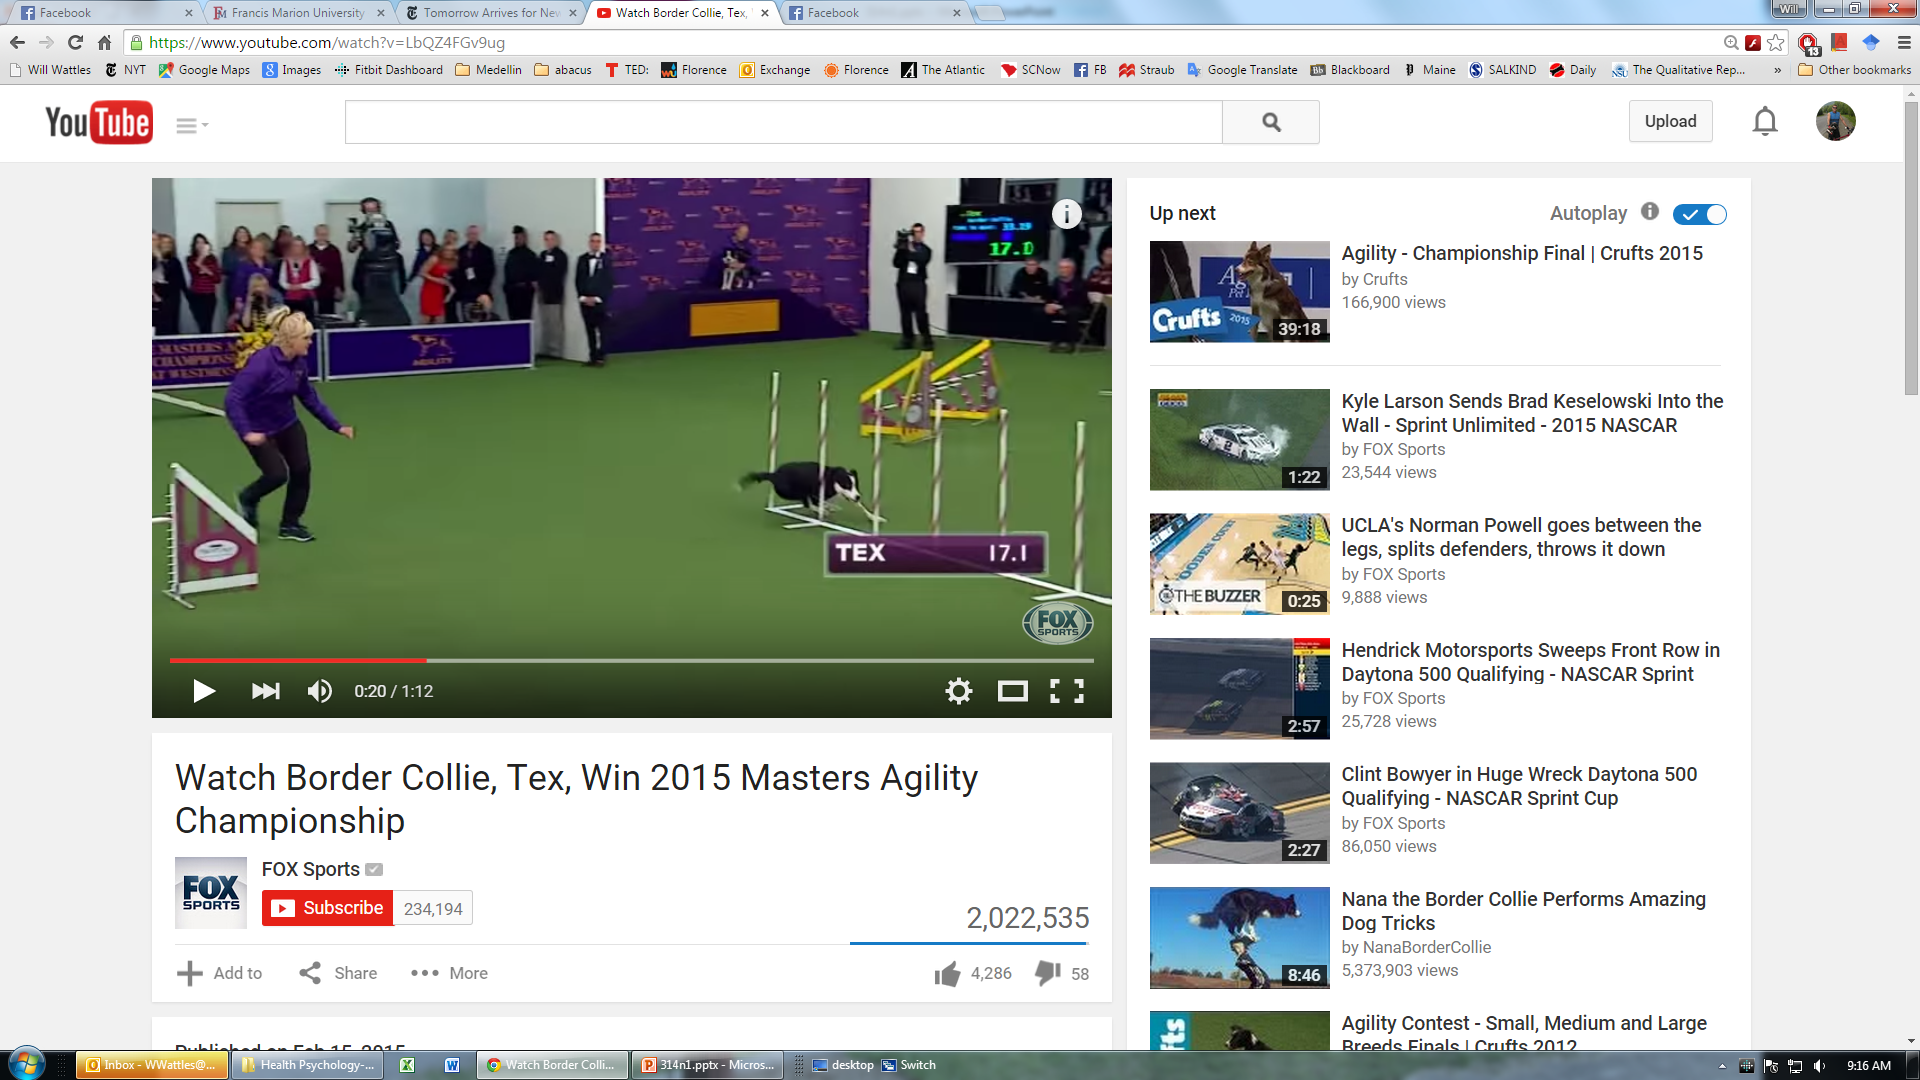 Facebook
Francis Marion University
Tomorrow Arrives for New
Watch Border Collie, Tex,
Facebook
Will
https://www.youtube.com/watch?v=LbQZ4FGv9ug
13
Will Wattles
NYT
Google Maps
Images
Fitbit Dashboard
Medellin
abacus
TED:
Florence
Exchange
Florence
The Atlantic
SCNow
FB
Straub
Google Translate
Blackboard
Maine
SALKIND
Daily
The Qualitative Rep...
»
Other bookmarks
YouTube
Upload
17.0
MASTERS
AGILITY
TEX 17.1
FOX
SPORTS
0:20 / 1:12
Watch Border Collie, Tex, Win 2015 Masters Agility
Championship
FOX
SPORTS
FOX Sports
Subscribe 234,194
2,022,535
Add to
Share
More
4,286
58
Published on Feb 15, 2015
Up next
Autoplay
Crufts 2015
39:18
Agility - Championship Final | Crufts 2015
by Crufts
166,900 views
1:22
Kyle Larson Sends Brad Keselowski Into the
Wall - Sprint Unlimited - 2015 NASCAR
by FOX Sports
23,544 views
THE BUZZER
0:25
UCLA's Norman Powell goes between the
legs, splits defenders, throws it down
by FOX Sports
9,888 views
2:57
Hendrick Motorsports Sweeps Front Row in
Daytona 500 Qualifying - NASCAR Sprint
by FOX Sports
25,728 views
2:27
Clint Bowyer in Huge Wreck Daytona 500
Qualifying - NASCAR Sprint Cup
by FOX Sports
86,050 views
8:46
Nana the Border Collie Performs Amazing
Dog Tricks
by NanaBorderCollie
5,373,903 views
Agility Contest - Small, Medium and Large
Breeds Finals | Crufts 2012
Inbox - WWattles@...
Health Psychology-...
Watch Border Colli...
314n1.pptx - Micros...
desktop
Switch
9:16 AM